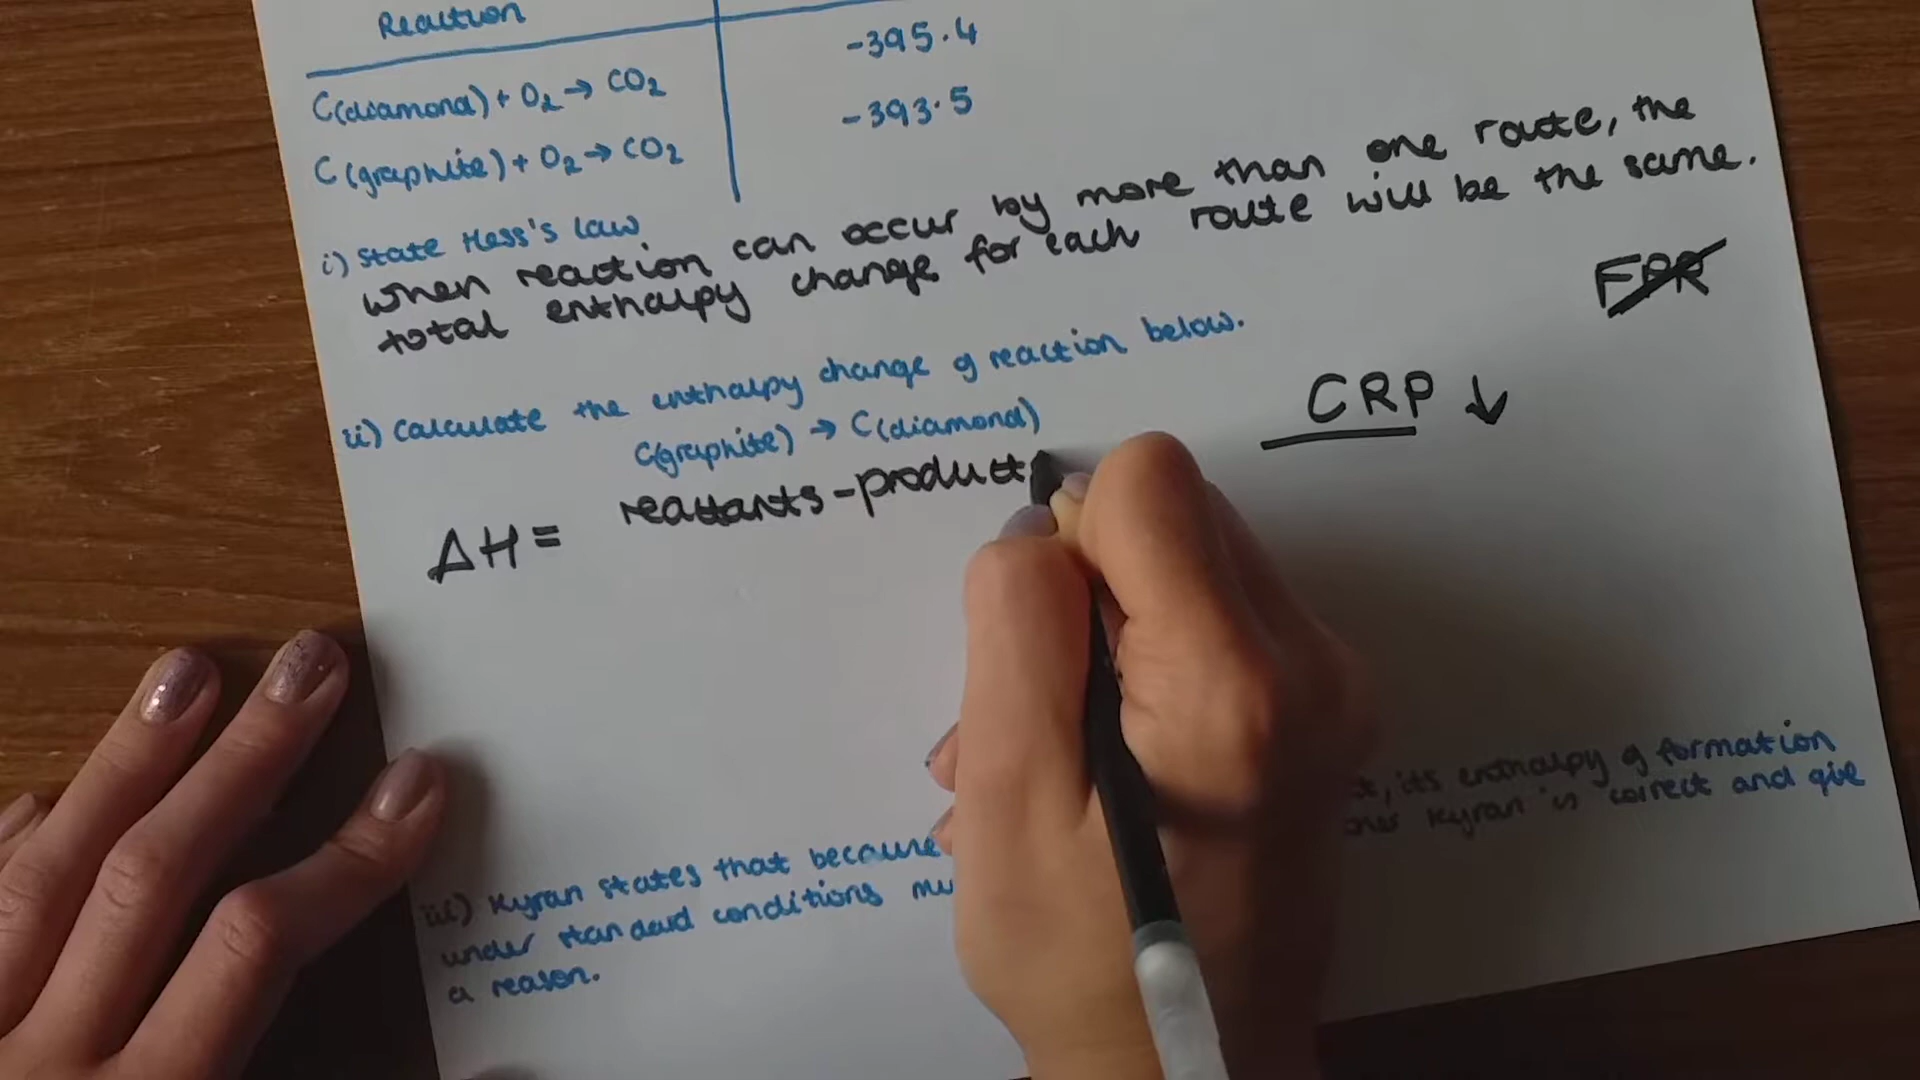 Reaction
C(diamond) + O2 → CO2 -395.4
C(graphite) + O2 → CO2 -393.5
i) State Hess's law
when reaction can occur by more than one route, the
total enthalpy change for each route will be the same.
FPR
ii) Calculate the enthalpy change of reaction below.
C(graphite) → C(diamond)
CRP ↓
reactants - product
ΔH =
iii) Kyran states that because its enthalpy of formation
under standard conditions Kyran is correct and give
a reason.